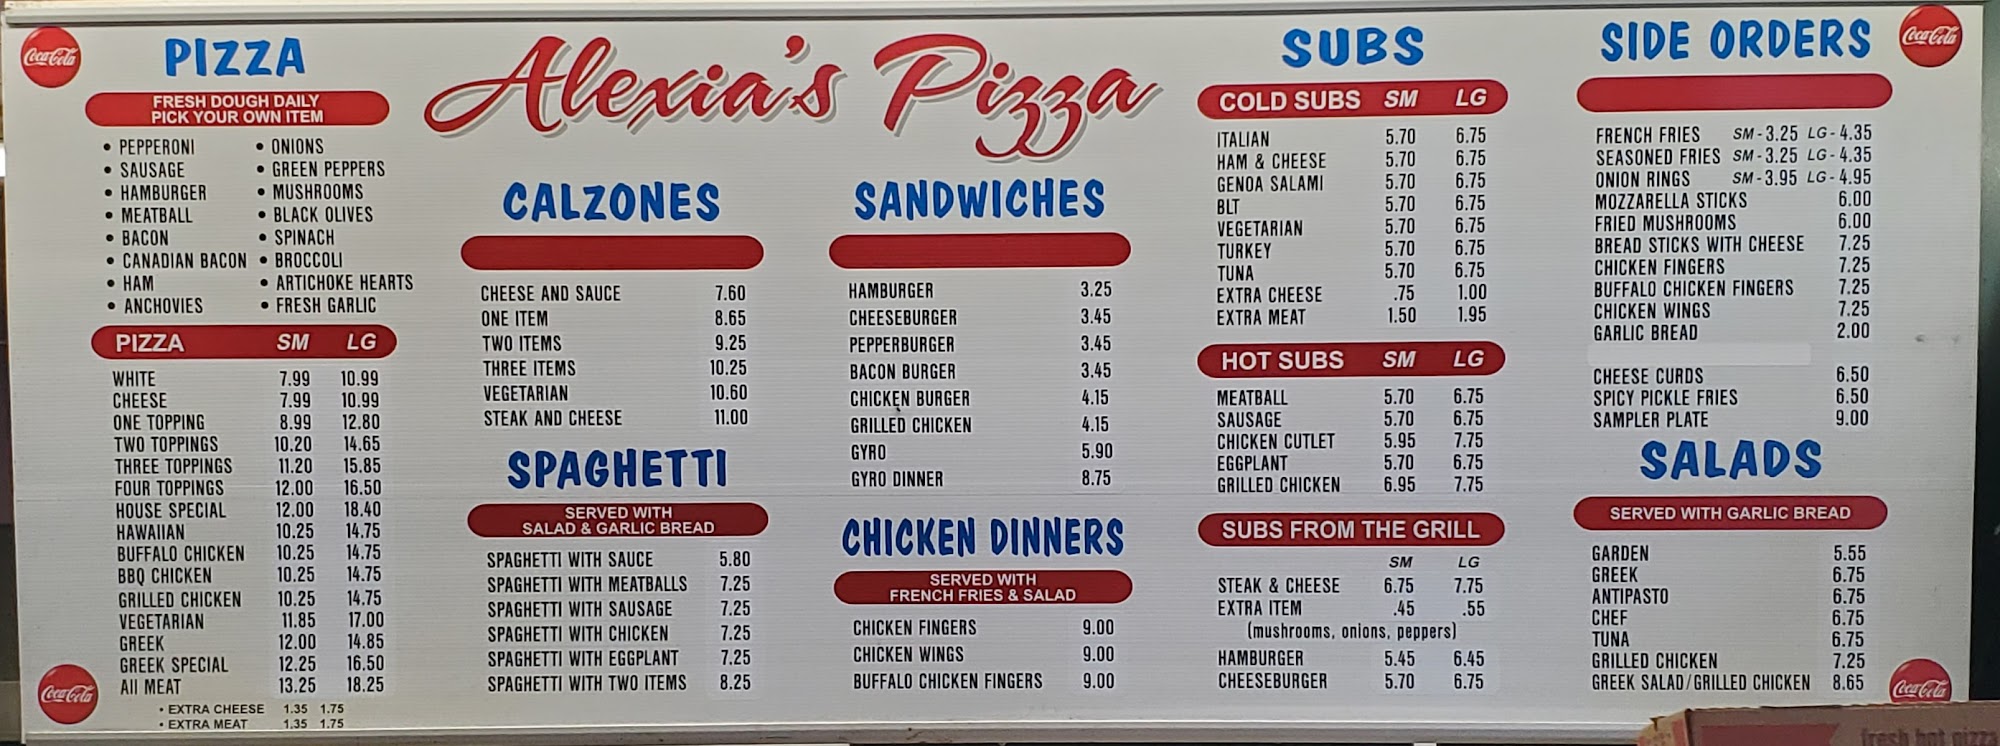 Coca-Cola
PIZZA
FRESH DOUGH DAILY
PICK YOUR OWN ITEM
• PEPPERONI • ONIONS
• SAUSAGE • GREEN PEPPERS
• HAMBURGER • MUSHROOMS
• MEATBALL • BLACK OLIVES
• BACON • SPINACH
• CANADIAN BACON • BROCCOLI
• HAM • ARTICHOKE HEARTS
• ANCHOVIES • FRESH GARLIC
PIZZA SM LG
WHITE 7.99 10.99
CHEESE 7.99 10.99
ONE TOPPING 8.99 12.80
TWO TOPPINGS 10.20 14.65
THREE TOPPINGS 11.20 15.85
FOUR TOPPINGS 12.00 16.50
HOUSE SPECIAL 12.00 18.40
HAWAIIAN 10.25 14.75
BUFFALO CHICKEN 10.25 14.75
BBQ CHICKEN 10.25 14.75
GRILLED CHICKEN 10.25 14.75
VEGETARIAN 11.85 17.00
GREEK 12.00 14.85
GREEK SPECIAL 12.25 16.50
All MEAT 13.25 18.25
• EXTRA CHEESE 1.35 1.75
• EXTRA MEAT 1.35 1.75
Coca-Cola
Alexia's Pizza
CALZONES
CHEESE AND SAUCE 7.60
ONE ITEM 8.65
TWO ITEMS 9.25
THREE ITEMS 10.25
VEGETARIAN 10.60
STEAK AND CHEESE 11.00
SPAGHETTI
SERVED WITH
SALAD & GARLIC BREAD
SPAGHETTI WITH SAUCE 5.80
SPAGHETTI WITH MEATBALLS 7.25
SPAGHETTI WITH SAUSAGE 7.25
SPAGHETTI WITH CHICKEN 7.25
SPAGHETTI WITH EGGPLANT 7.25
SPAGHETTI WITH TWO ITEMS 8.25
SANDWICHES
HAMBURGER 3.25
CHEESEBURGER 3.45
PEPPERBURGER 3.45
BACON BURGER 3.45
CHICKEN BURGER 4.15
GRILLED CHICKEN 4.15
GYRO 5.90
GYRO DINNER 8.75
CHICKEN DINNERS
SERVED WITH
FRENCH FRIES & SALAD
CHICKEN FINGERS 9.00
CHICKEN WINGS 9.00
BUFFALO CHICKEN FINGERS 9.00
SUBS
COLD SUBS SM LG
ITALIAN 5.70 6.75
HAM & CHEESE 5.70 6.75
GENOA SALAMI 5.70 6.75
BLT 5.70 6.75
VEGETARIAN 5.70 6.75
TURKEY 5.70 6.75
TUNA 5.70 6.75
EXTRA CHEESE .75 1.00
EXTRA MEAT 1.50 1.95
HOT SUBS SM LG
MEATBALL 5.70 6.75
SAUSAGE 5.70 6.75
CHICKEN CUTLET 5.95 7.75
EGGPLANT 5.70 6.75
GRILLED CHICKEN 6.95 7.75
SUBS FROM THE GRILL
SM LG
STEAK & CHEESE 6.75 7.75
EXTRA ITEM .45 .55
(mushrooms, onions, peppers)
HAMBURGER 5.45 6.45
CHEESEBURGER 5.70 6.75
SIDE ORDERS
Coca-Cola
FRENCH FRIES SM - 3.25 LG - 4.35
SEASONED FRIES SM - 3.25 LG - 4.35
ONION RINGS SM - 3.95 LG - 4.95
MOZZARELLA STICKS 6.00
FRIED MUSHROOMS 6.00
BREAD STICKS WITH CHEESE 7.25
CHICKEN FINGERS 7.25
BUFFALO CHICKEN FINGERS 7.25
CHICKEN WINGS 7.25
GARLIC BREAD 2.00
CHEESE CURDS 6.50
SPICY PICKLE FRIES 6.50
SAMPLER PLATE 9.00
SALADS
SERVED WITH GARLIC BREAD
GARDEN 5.55
GREEK 6.75
ANTIPASTO 6.75
CHEF 6.75
TUNA 6.75
GRILLED CHICKEN 7.25
GREEK SALAD/GRILLED CHICKEN 8.65
Coca-Cola
fresh hot pizza